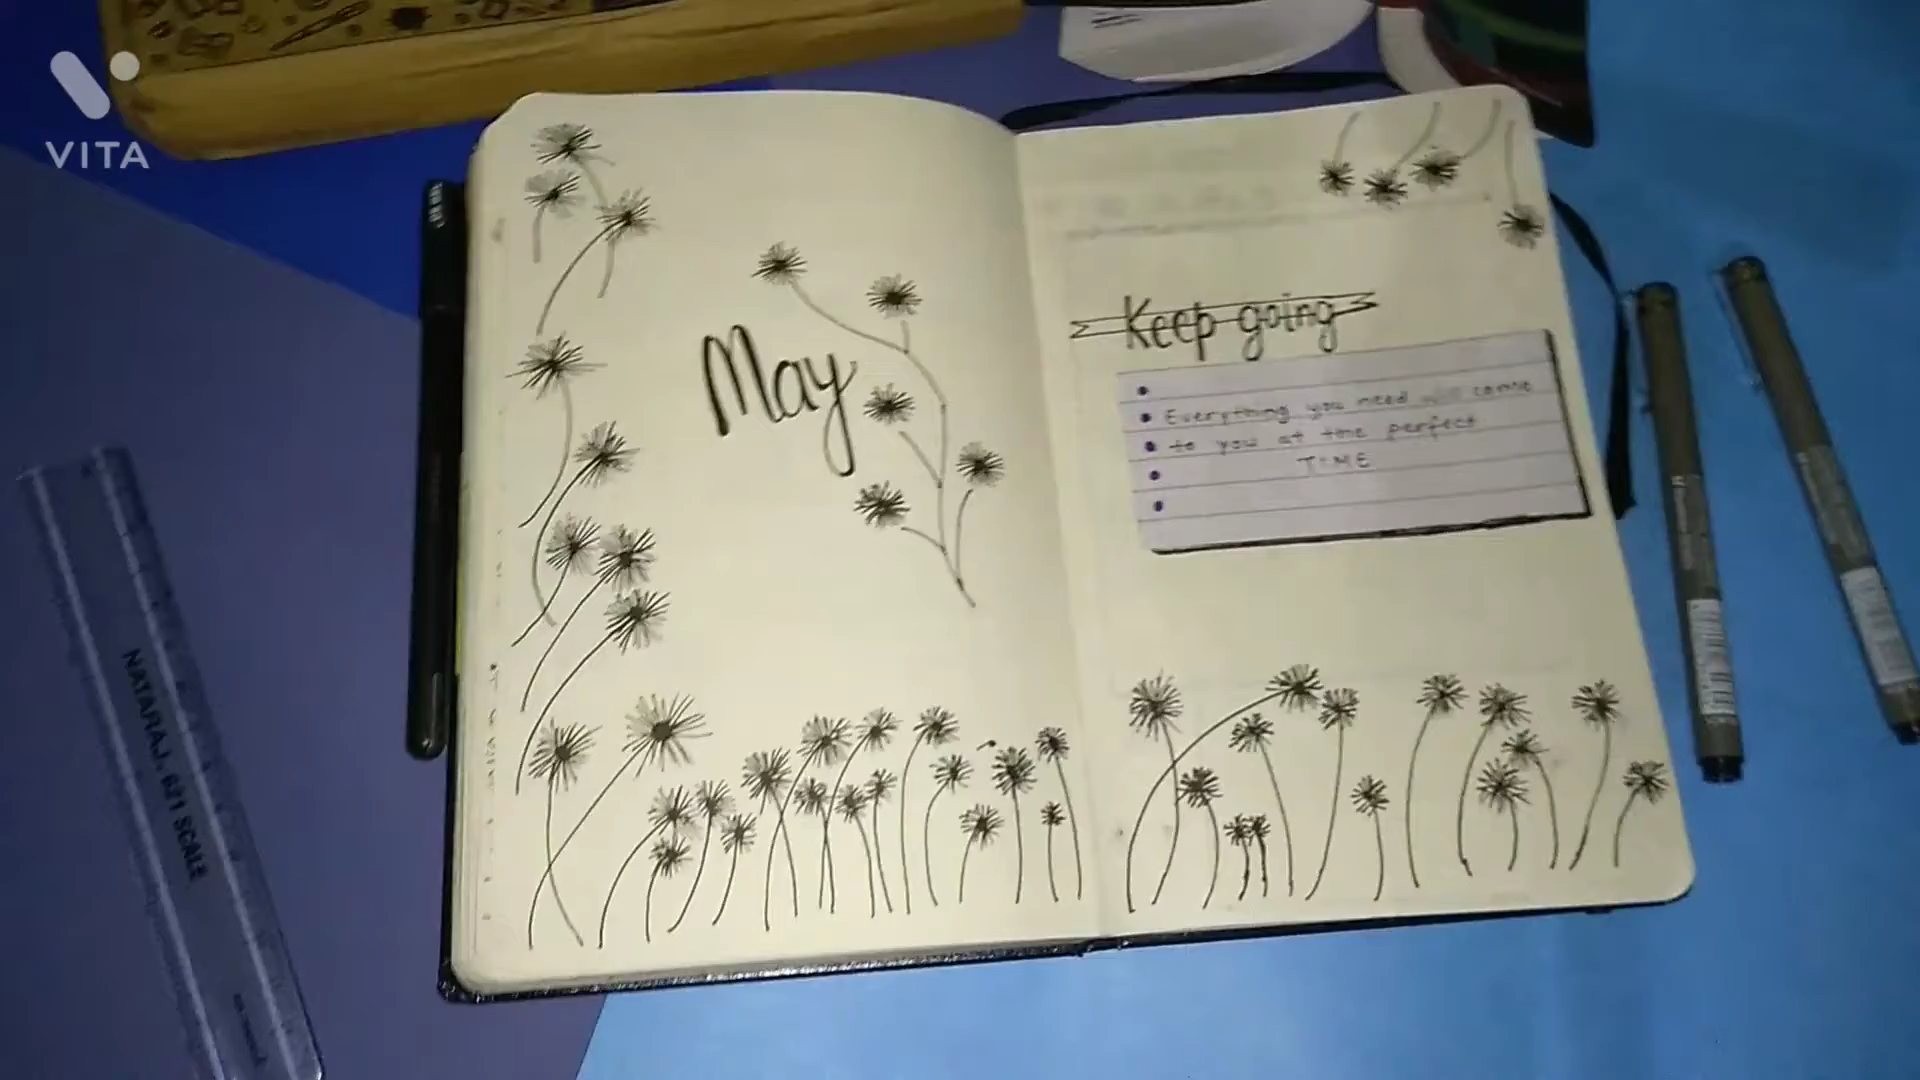 VITA
May
Keep going
Everything you need will come
to you at the perfect
TIME
NATARAJ. 621 SCALE